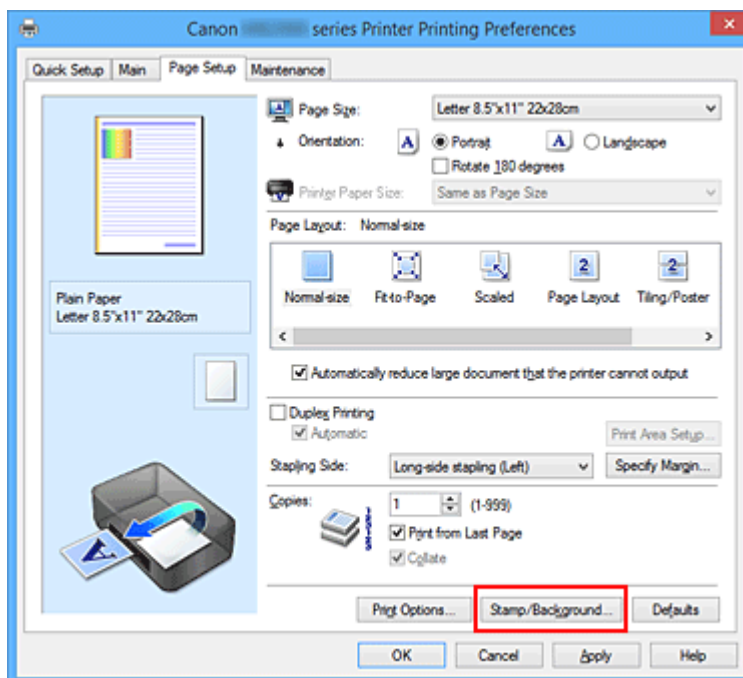 Canon series Printer Printing Preferences
Quick Setup Main Page Setup Maintenance
Page Size: Letter 8.5"x11" 22x28cm
Orientation: A Portrait A Landscape
Rotate 180 degrees
Printer Paper Size: Same as Page Size
Page Layout: Normal-size
2 2
Normal-size Fit-to-Page Scaled Page Layout Tiling/Poster
Plain Paper
Letter 8.5"x11" 22x28cm
Automatically reduce large document that the printer cannot output
Duplex Printing
Automatic Print Area Setup...
Stapling Side: Long-side stapling (Left) Specify Margin...
Copies: 1 (1-999)
Print from Last Page
Collate
A
Print Options... Stamp/Background... Defaults
OK Cancel Apply Help